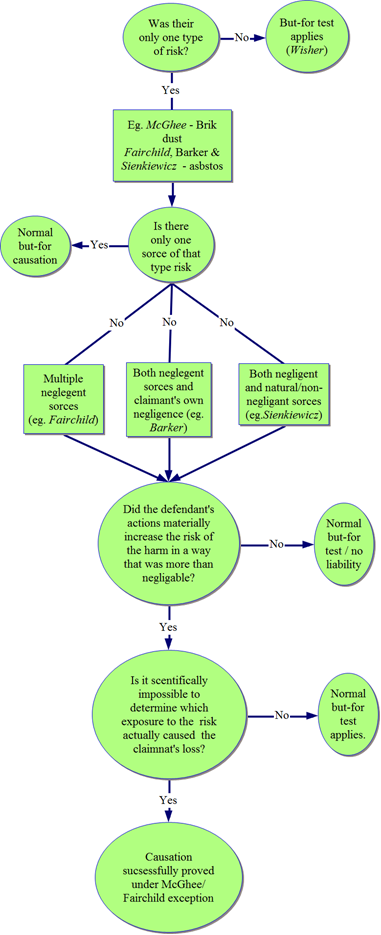 Was their
only one type
of risk?
No
But-for test
applies
(Wisher)
Yes
Eg. McGhee - Brik
dust
Fairchild, Barker &
Sienkiewicz - asbstos
Normal
but-for
causation
Yes
Is there
only one
sorce of that
type risk
No
No
No
Multiple
neglegent
sorces
(eg. Fairchild)
Both neglegent
sorces and
claimant's own
negligence (eg.
Barker)
Both negligent
and natural/non-
negligant sorces
(eg.Sienkiewicz)
Did the defendant's
actions materially
increase the risk of
the harm in a way
that was more than
negligable?
No
Normal
but-for
test / no
liability
Yes
Is it scentifically
impossible to
determine which
exposure to the risk
actually caused the
claimnat's loss?
No
Normal
but-for
test
applies.
Yes
Causation
sucsessfully proved
under McGhee/
Fairchild exception